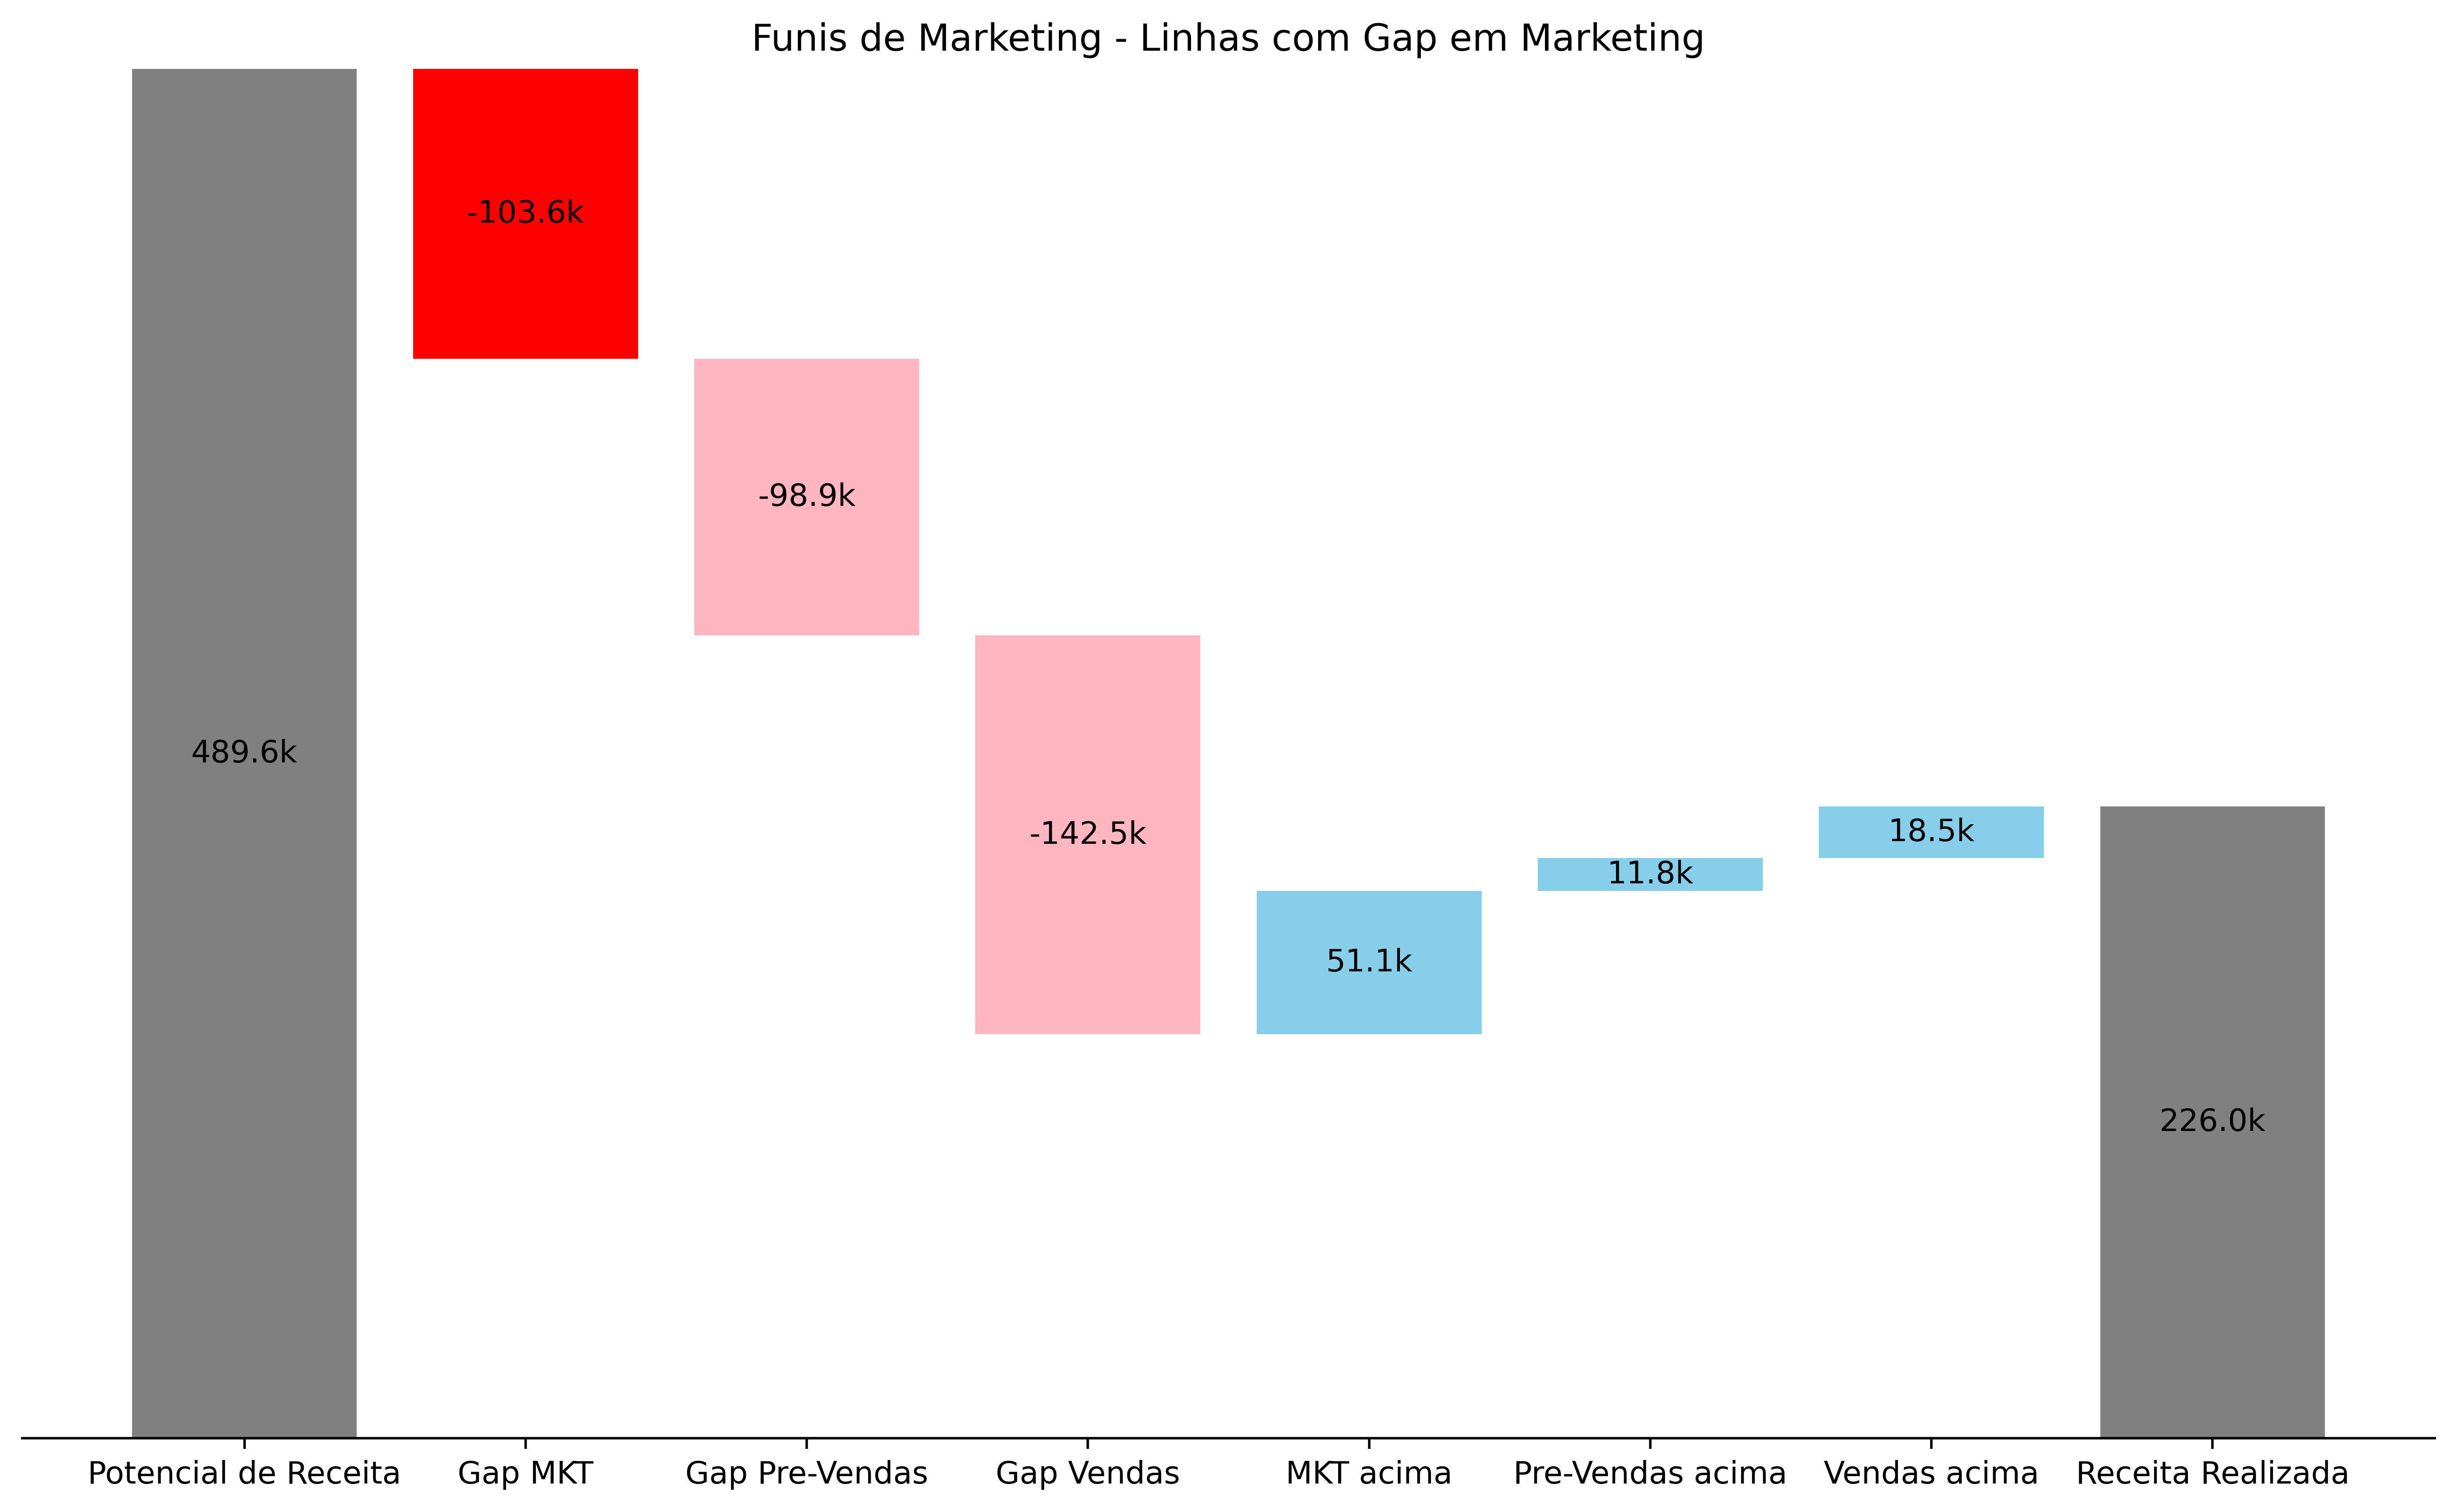 Funis de Marketing - Linhas com Gap em Marketing
489.6k
-103.6k
-98.9k
-142.5k
51.1k
11.8k
18.5k
226.0k
Potencial de Receita
Gap MKT
Gap Pre-Vendas
Gap Vendas
MKT acima
Pre-Vendas acima
Vendas acima
Receita Realizada